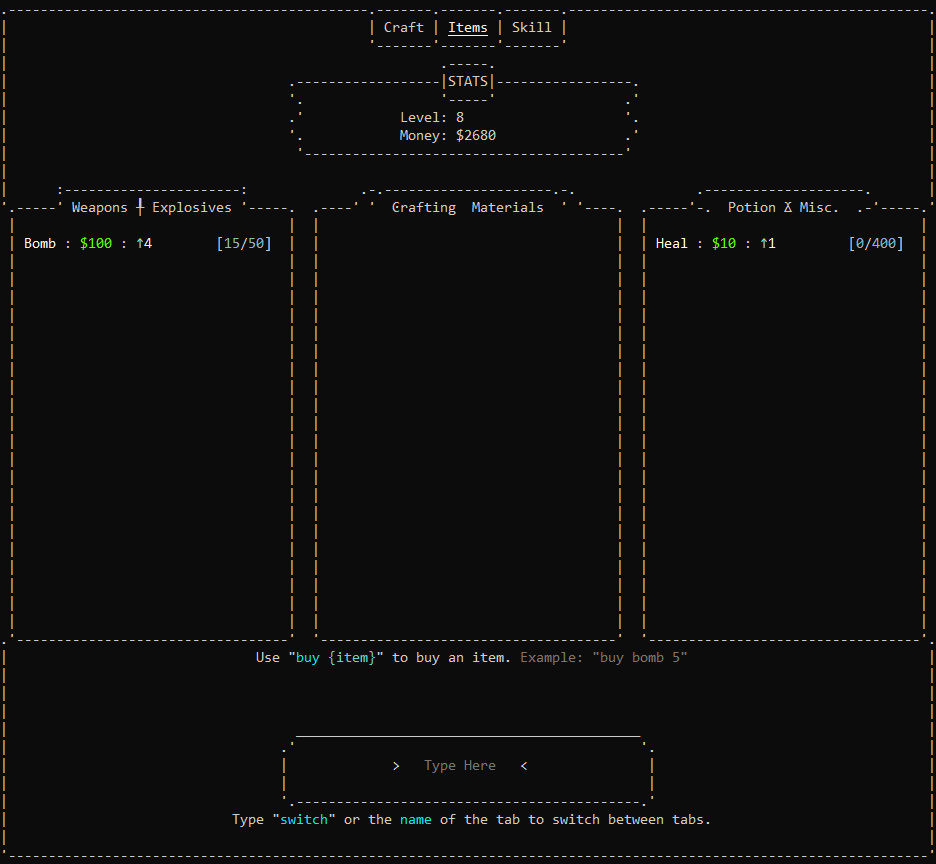 | Craft | Items | Skill |
STATS
Level: 8
Money: $2680
Weapons ╀ Explosives
Crafting Materials
Potion & Misc.
Bomb : $100 : ↑4 [15/50]
Heal : $10 : ↑1 [0/400]
Use "buy {item}" to buy an item. Example: "buy bomb 5"
> Type Here <
Type "switch" or the name of the tab to switch between tabs.